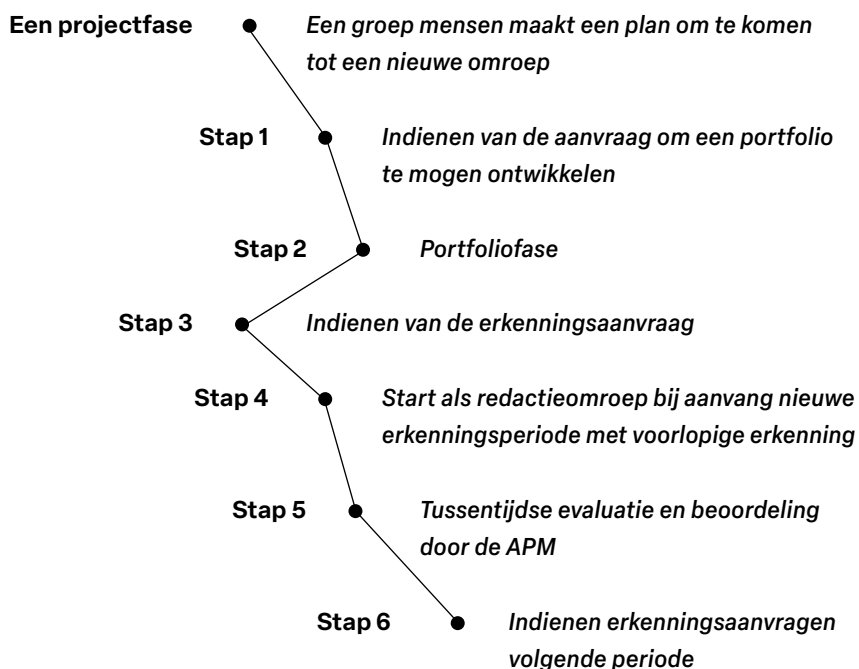 Een projectfase Een groep mensen maakt een plan om te komen
tot een nieuwe omroep
Stap 1 Indienen van de aanvraag om een portfolio
te mogen ontwikkelen
Stap 2 Portfoliofase
Stap 3 Indienen van de erkenningsaanvraag
Stap 4 Start als redactieomroep bij aanvang nieuwe
erkenningsperiode met voorlopige erkenning
Stap 5 Tussentijdse evaluatie en beoordeling
door de APM
Stap 6 Indienen erkenningsaanvragen
volgende periode